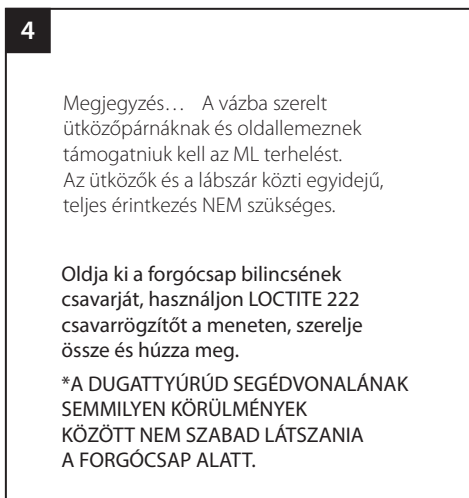 4
Megjegyzés… A vázba szerelt
ütközőpárnáknak és oldallemeznek
támogatniuk kell az ML terhelést.
Az ütközők és a lábszár közti egyidejű,
teljes érintkezés NEM szükséges.
Oldja ki a forgócsap bilincsének
csavarját, használjon LOCTITE 222
csavarrögzítőt a meneten, szerelje
össze és húzza meg.
*A DUGATTYÚRÚD SEGÉDVONALÁNAK
SEMMILYEN KÖRÜLMÉNYEK
KÖZÖTT NEM SZABAD LÁTSZANIA
A FORGÓCSAP ALATT.